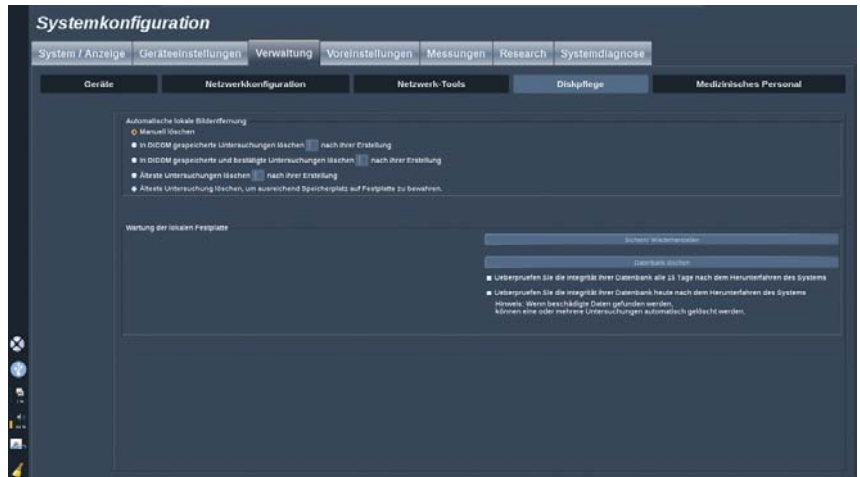 Systemkonfiguration
System / Anzeige Geräteeinstellungen Verwaltung Voreinstellungen Messungen Research Systemdiagnose
Geräte Netzwerkkonfiguration Netzwerk-Tools Diskpflege Medizinisches Personal
Automatische lokale Bildentfernung
Manuell löschen
In DICOM gespeicherte Untersuchungen löschen nach ihrer Erstellung
In DICOM gespeicherte und bestätigte Untersuchungen löschen nach ihrer Erstellung
Älteste Untersuchungen löschen nach ihrer Erstellung
Älteste Untersuchung löschen, um ausreichend Speicherplatz auf Festplatte zu bewahren.
Wartung der lokalen Festplatte
Sichern/ Wiederherstellen
Datenbank löschen
Ueberpruefen Sie die Integrität Ihrer Datenbank alle 15 Tage nach dem Herunterfahren des Systems
Ueberpruefen Sie die Integrität Ihrer Datenbank heute nach dem Herunterfahren des Systems
Hinweis: Wenn beschädigte Daten gefunden werden,
können eine oder mehrere Untersuchungen automatisch gelöscht werden.